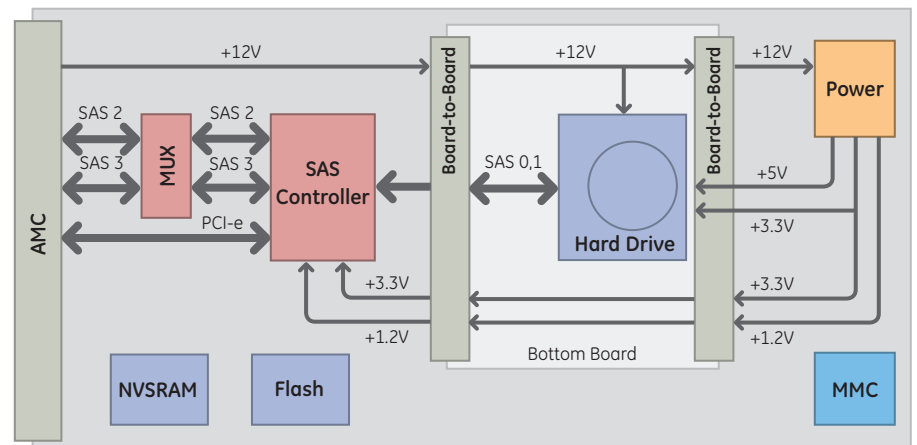 AMC
+12V
SAS 2
SAS 3
MUX
SAS 2
SAS 3
PCI-e
SAS
Controller
+3.3V
+1.2V
Board-to-Board
+12V
SAS 0,1
Hard Drive
Bottom Board
Board-to-Board
+12V
Power
+5V
+3.3V
+3.3V
+1.2V
NVSRAM
Flash
MMC